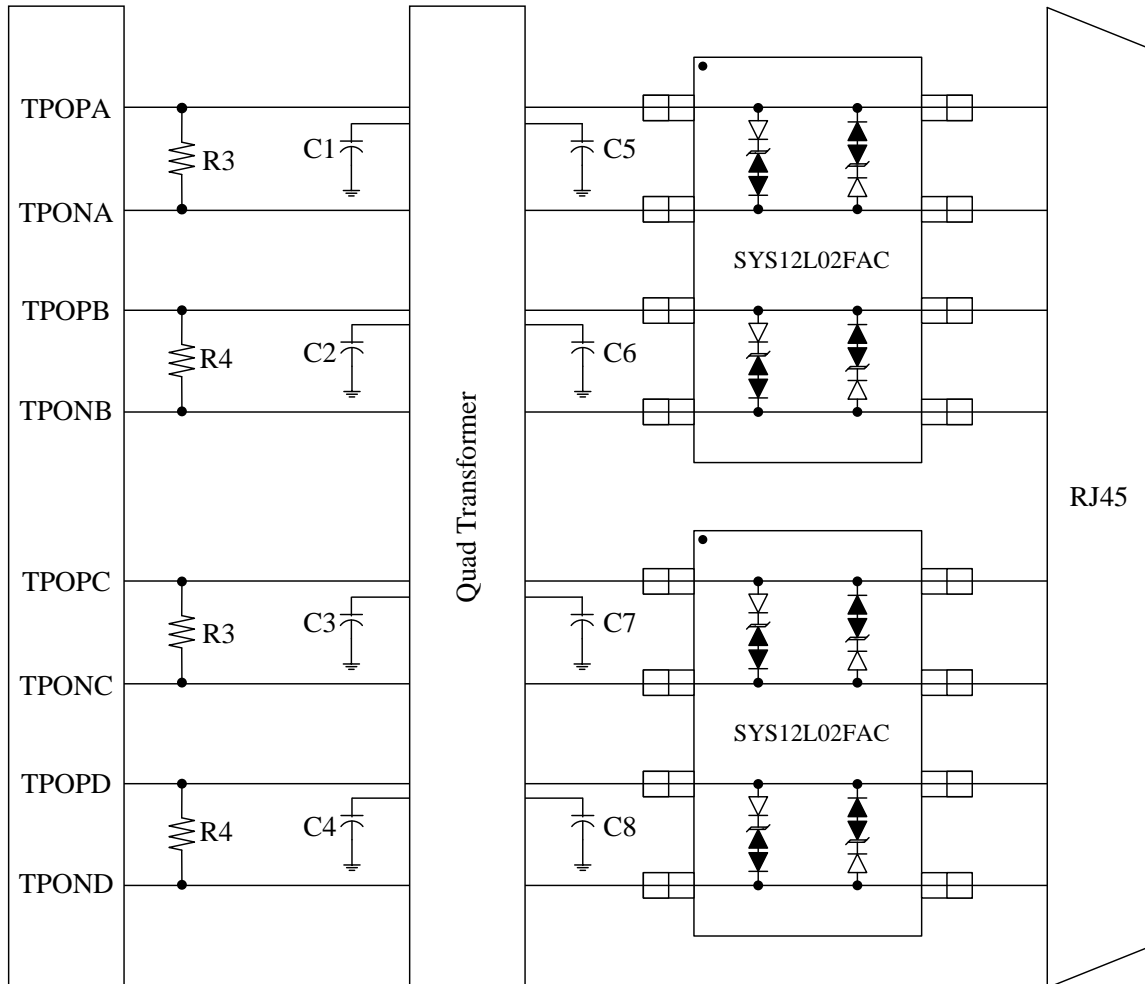 TPOPA
R3
C1
C5
TPONA
SYS12L02FAC
TPOPB
R4
C2
C6
TPONB
Quad Transformer
RJ45
TPOPC
R3
C3
C7
TPONC
SYS12L02FAC
TPOPD
R4
C4
C8
TPOND